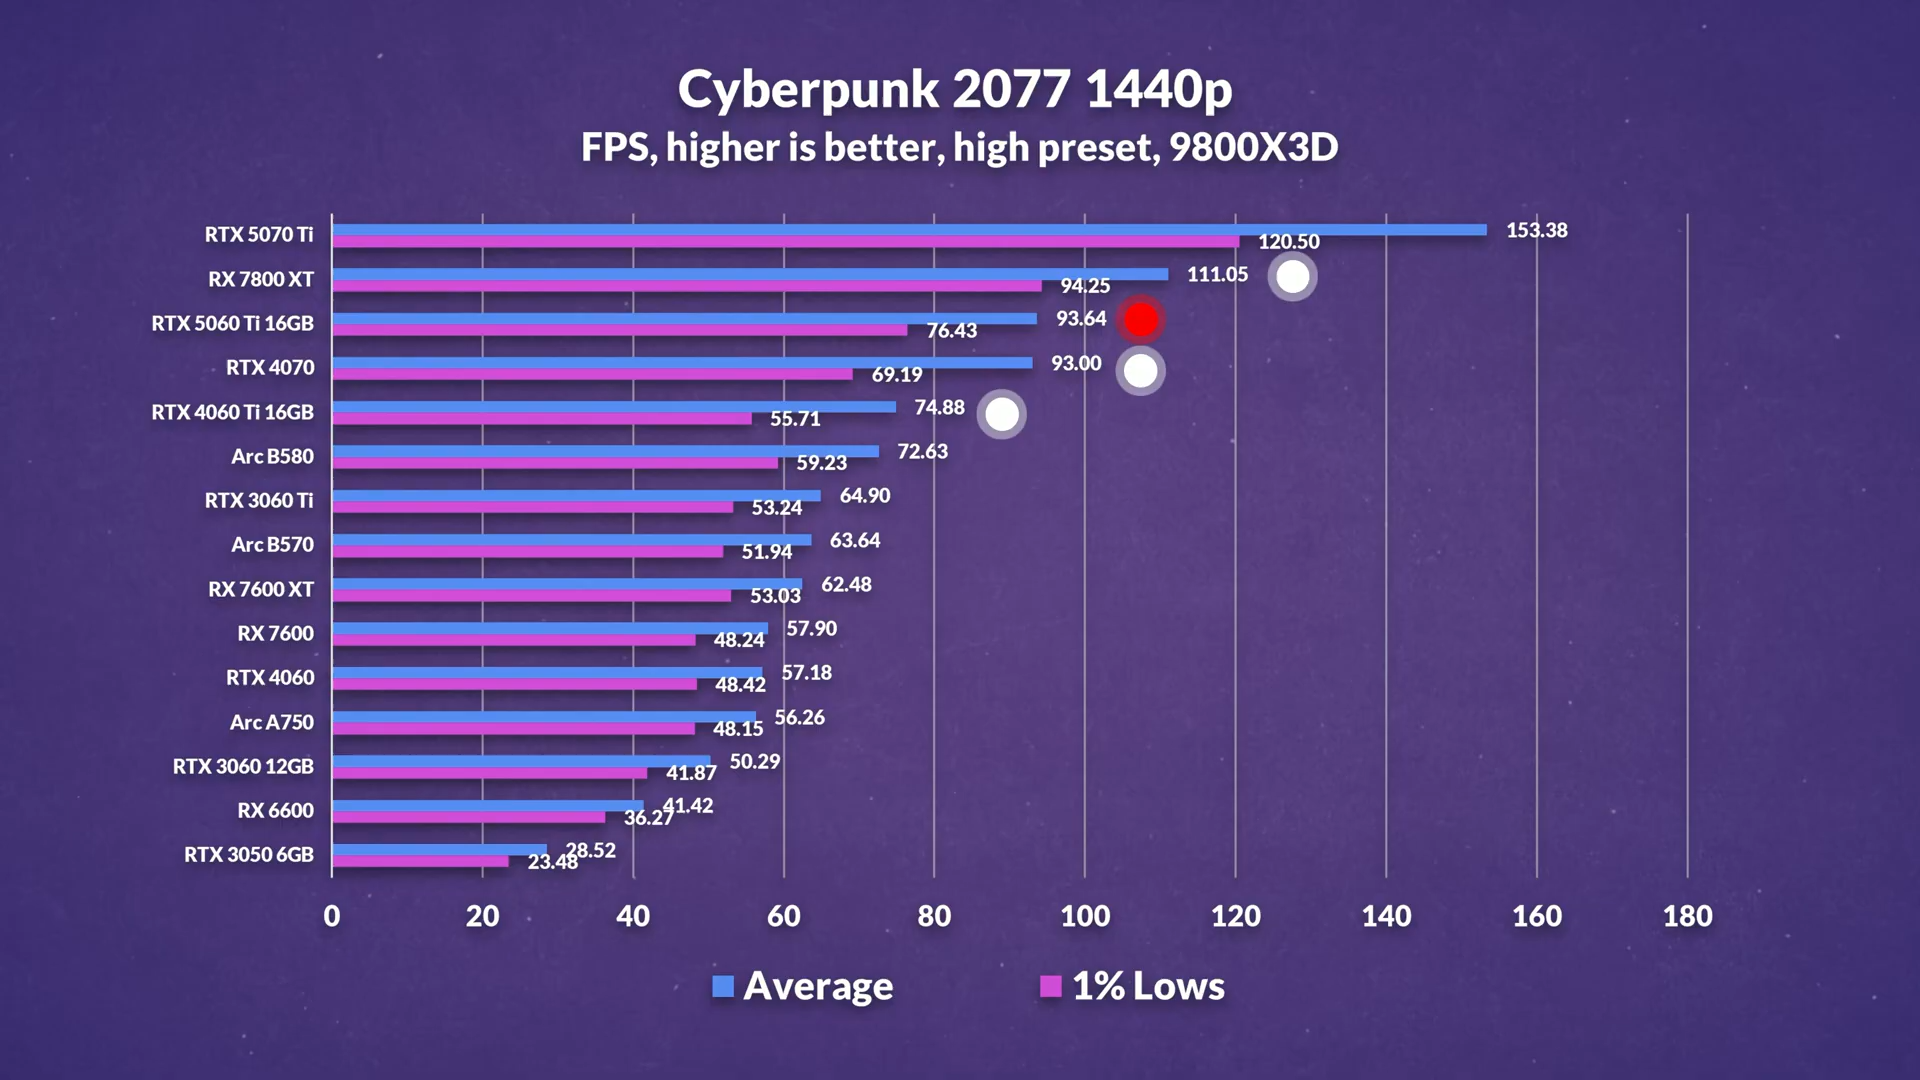 Cyberpunk 2077 1440p
FPS, higher is better, high preset, 9800X3D
RTX 5070 Ti 153.38
120.50
RX 7800 XT 111.05
94.25
RTX 5060 Ti 16GB 93.64
76.43
RTX 4070 93.00
69.19
RTX 4060 Ti 16GB 74.88
55.71
Arc B580 72.63
59.23
RTX 3060 Ti 64.90
53.24
Arc B570 63.64
51.94
RX 7600 XT 62.48
53.03
RX 7600 57.90
48.24
RTX 4060 57.18
48.42
Arc A750 56.26
48.15
RTX 3060 12GB 50.29
41.87
RX 6600 41.42
36.27
RTX 3050 6GB 28.52
23.48
0 20 40 60 80 100 120 140 160 180
Average 1% Lows